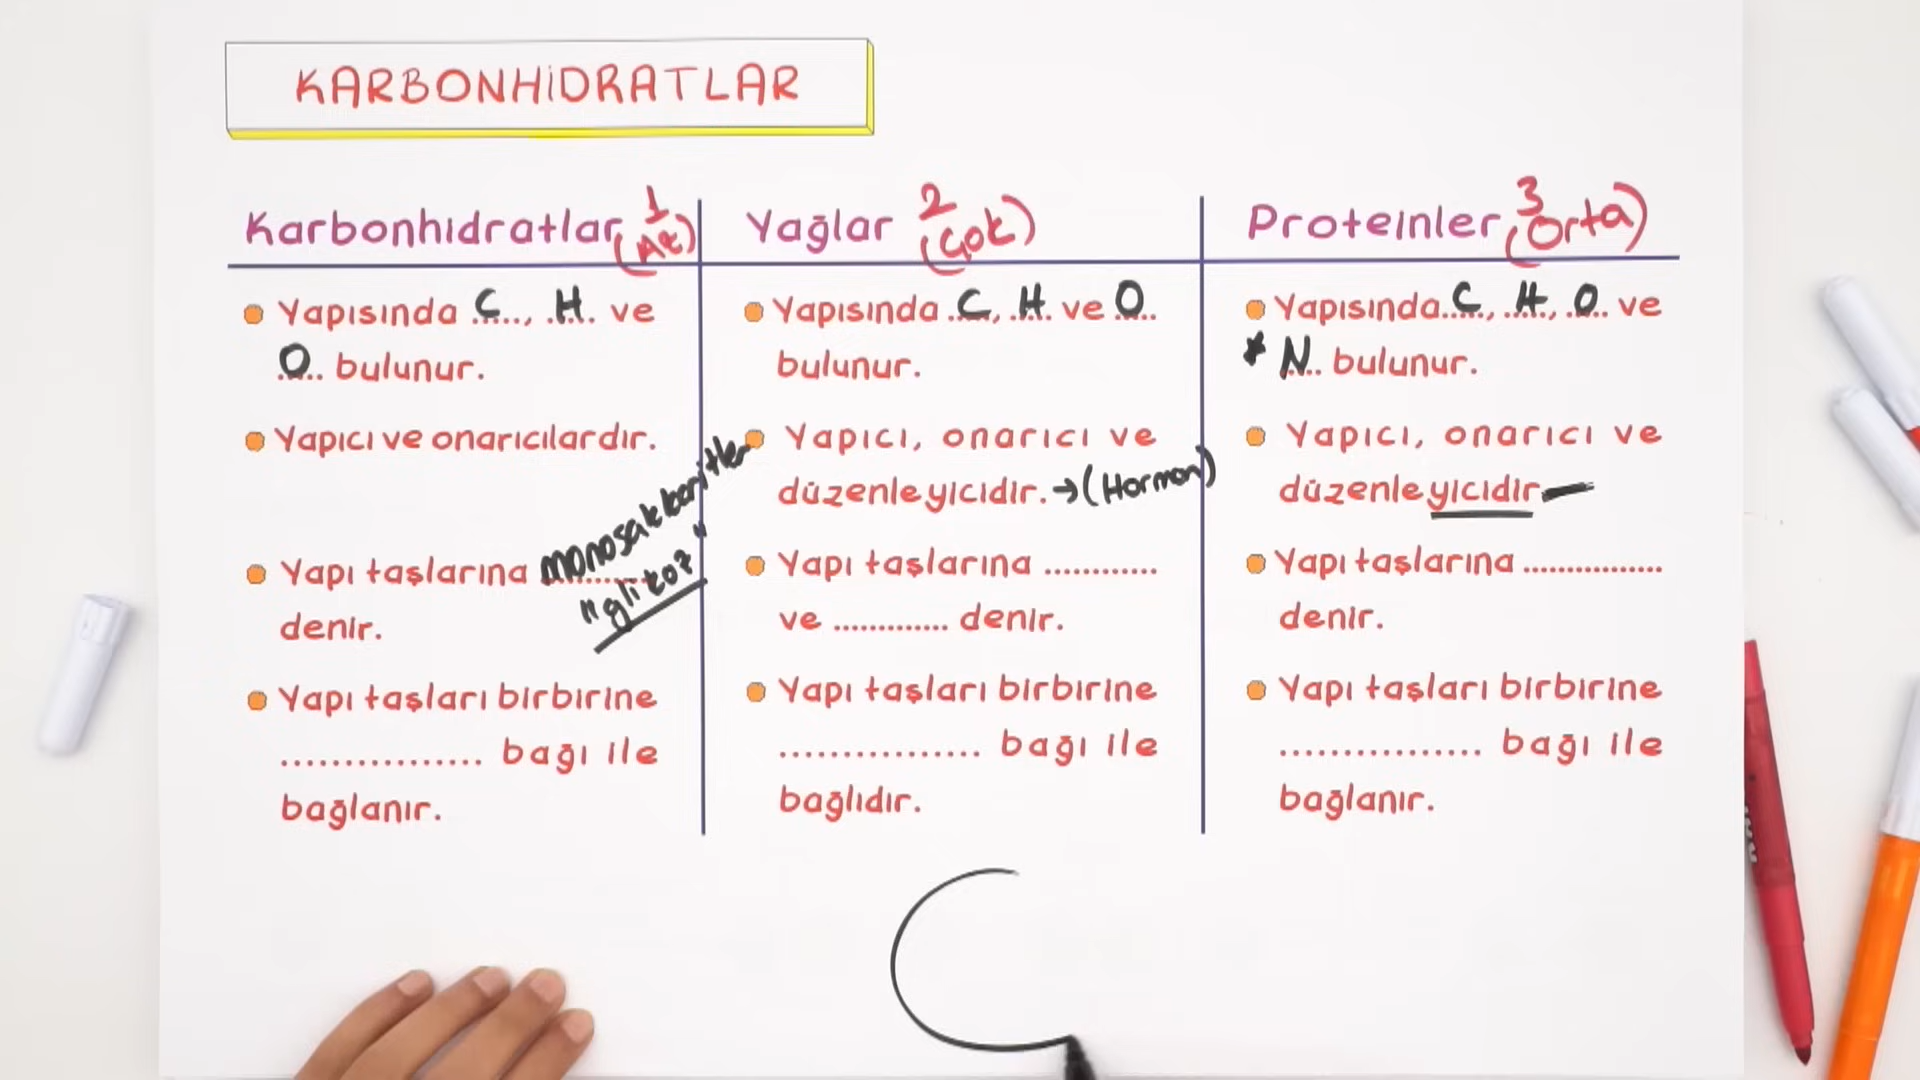 KARBONHİDRATLAR
Karbonhidratlar 1 (Az)
Yapısında C, H ve
O bulunur.
Yapıcı ve onarıcılardır.
Yapı taşlarına monosakkaritler
"glikoz"
denir.
Yapı taşları birbirine
................ bağı ile
bağlanır.
Yağlar 2 (Çok)
Yapısında C, H ve O
bulunur.
Yapıcı, onarıcı ve
düzenleyicidir. → (Hormon)
Yapı taşlarına ............
ve ............. denir.
Yapı taşları birbirine
................ bağı ile
bağlıdır.
Proteinler 3 (Orta)
Yapısında C, H, O ve
* N bulunur.
Yapıcı, onarıcı ve
düzenleyicidir
Yapı taşlarına ................
denir.
Yapı taşları birbirine
................ bağı ile
bağlanır.